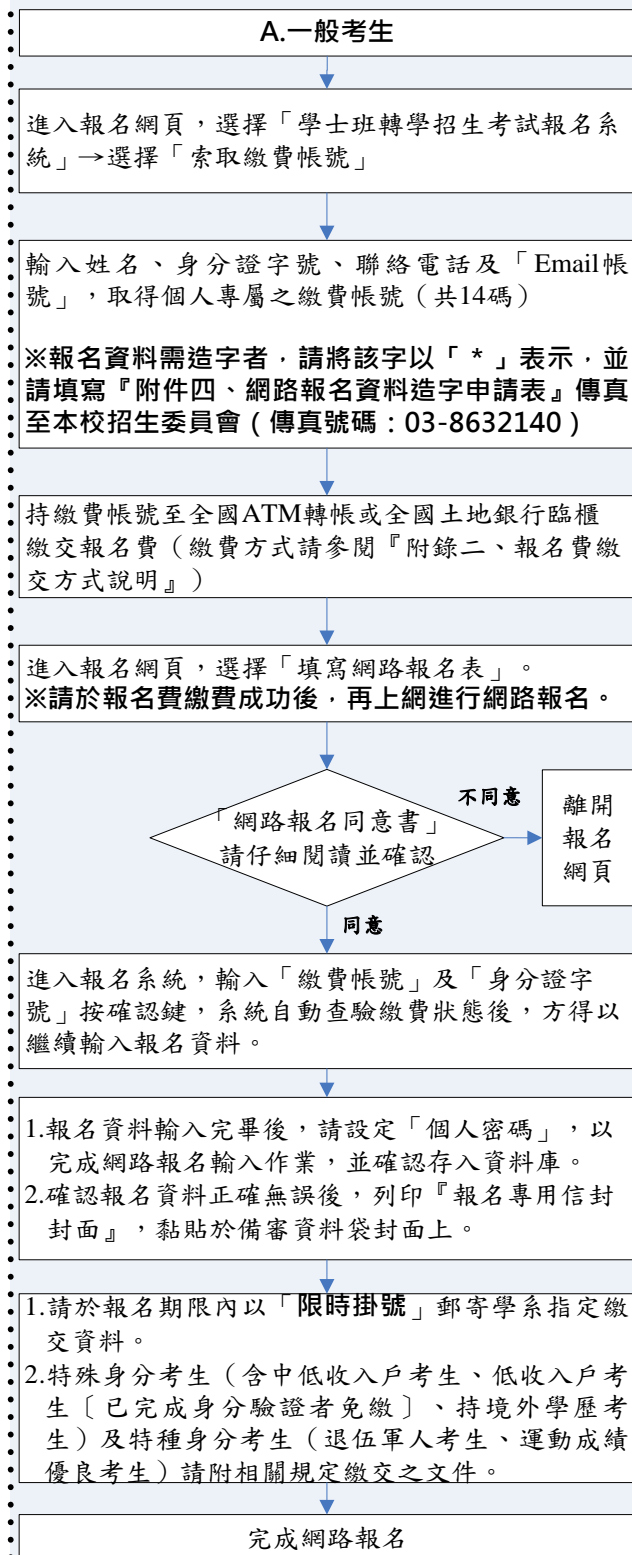 A.一般考生
進入報名網頁，選擇「學士班轉學招生考試報名系
統」→選擇「索取繳費帳號」
輸入姓名、身分證字號、聯絡電話及「Email帳
號」，取得個人專屬之繳費帳號（共14碼）
※報名資料需造字者，請將該字以「 * 」表示，並
請填寫『附件四、網路報名資料造字申請表』傳真
至本校招生委員會（傳真號碼：03-8632140）
持繳費帳號至全國ATM轉帳或全國土地銀行臨櫃
繳交報名費（繳費方式請參閱『附錄二、報名費繳
交方式說明』）
進入報名網頁，選擇「填寫網路報名表」。
※請於報名費繳費成功後，再上網進行網路報名。
「網路報名同意書」
請仔細閱讀並確認
不同意
離開
報名
網頁
同意
進入報名系統，輸入「繳費帳號」及「身分證字
號」按確認鍵，系統自動查驗繳費狀態後，方得以
繼續輸入報名資料。
1.報名資料輸入完畢後，請設定「個人密碼」，以
完成網路報名輸入作業，並確認存入資料庫。
2.確認報名資料正確無誤後，列印『報名專用信封
封面』，黏貼於備審資料袋封面上。
1.請於報名期限內以「限時掛號」郵寄學系指定繳
交資料。
2.特殊身分考生（含中低收入戶考生、低收入戶考
生〔已完成身分驗證者免繳〕、持境外學歷考
生）及特種身分考生（退伍軍人考生、運動成績
優良考生）請附相關規定繳交之文件。
完成網路報名